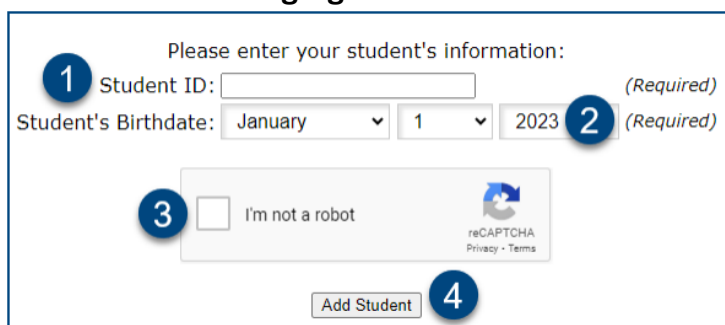 Please enter your student's information:
1 Student ID: (Required)
Student's Birthdate: January 1 2023 2 (Required)
3 I'm not a robot
reCAPTCHA
Privacy - Terms
Add Student 4